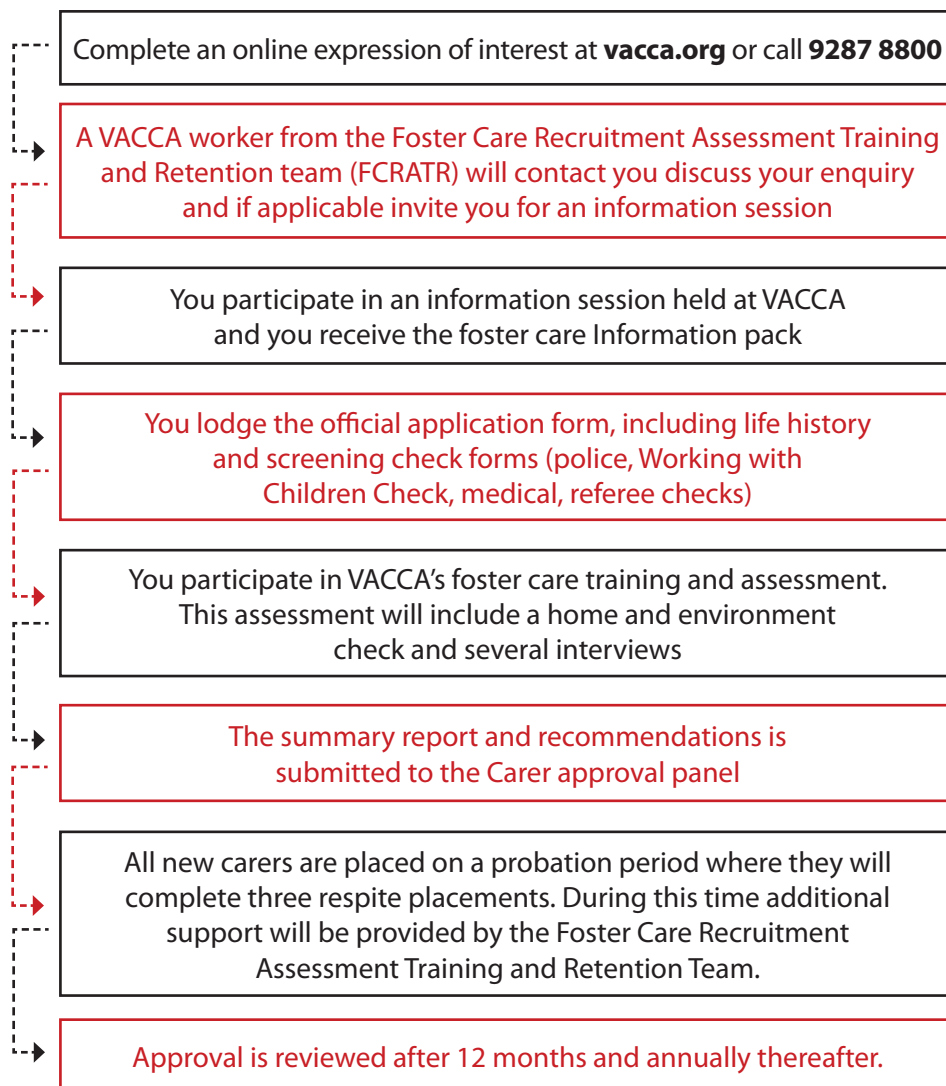 Complete an online expression of interest at vacca.org or call 9287 8800
A VACCA worker from the Foster Care Recruitment Assessment Training
and Retention team (FCRATR) will contact you discuss your enquiry
and if applicable invite you for an information session
You participate in an information session held at VACCA
and you receive the foster care Information pack
You lodge the official application form, including life history
and screening check forms (police, Working with
Children Check, medical, referee checks)
You participate in VACCA's foster care training and assessment.
This assessment will include a home and environment
check and several interviews
The summary report and recommendations is
submitted to the Carer approval panel
All new carers are placed on a probation period where they will
complete three respite placements. During this time additional
support will be provided by the Foster Care Recruitment
Assessment Training and Retention Team.
Approval is reviewed after 12 months and annually thereafter.